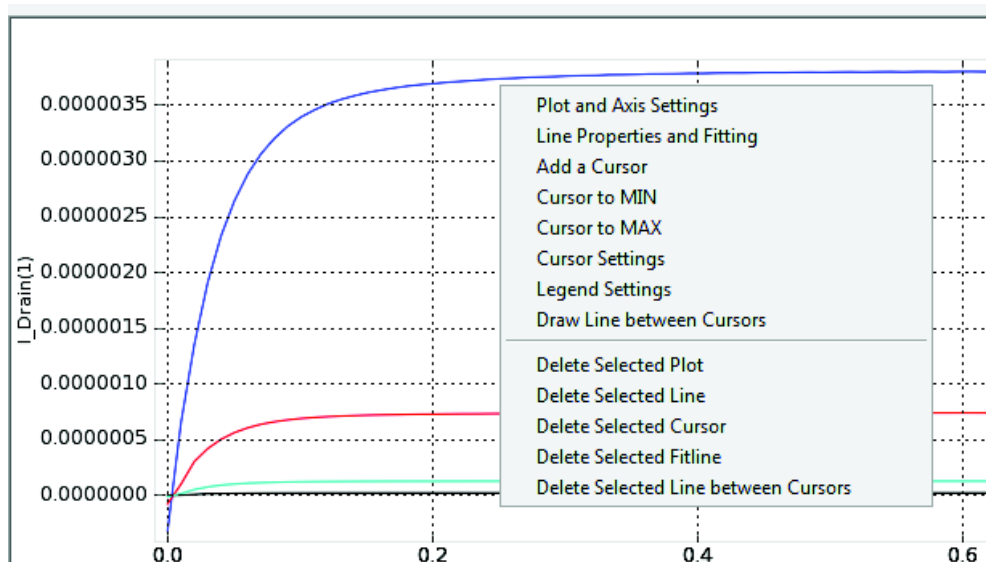 0.0000035
0.0000030
0.0000025
0.0000020
0.0000015
0.0000010
0.0000005
0.0000000
I_Drain(1)
0.0
0.2
0.4
0.6
Plot and Axis Settings
Line Properties and Fitting
Add a Cursor
Cursor to MIN
Cursor to MAX
Cursor Settings
Legend Settings
Draw Line between Cursors
Delete Selected Plot
Delete Selected Line
Delete Selected Cursor
Delete Selected Fitline
Delete Selected Line between Cursors